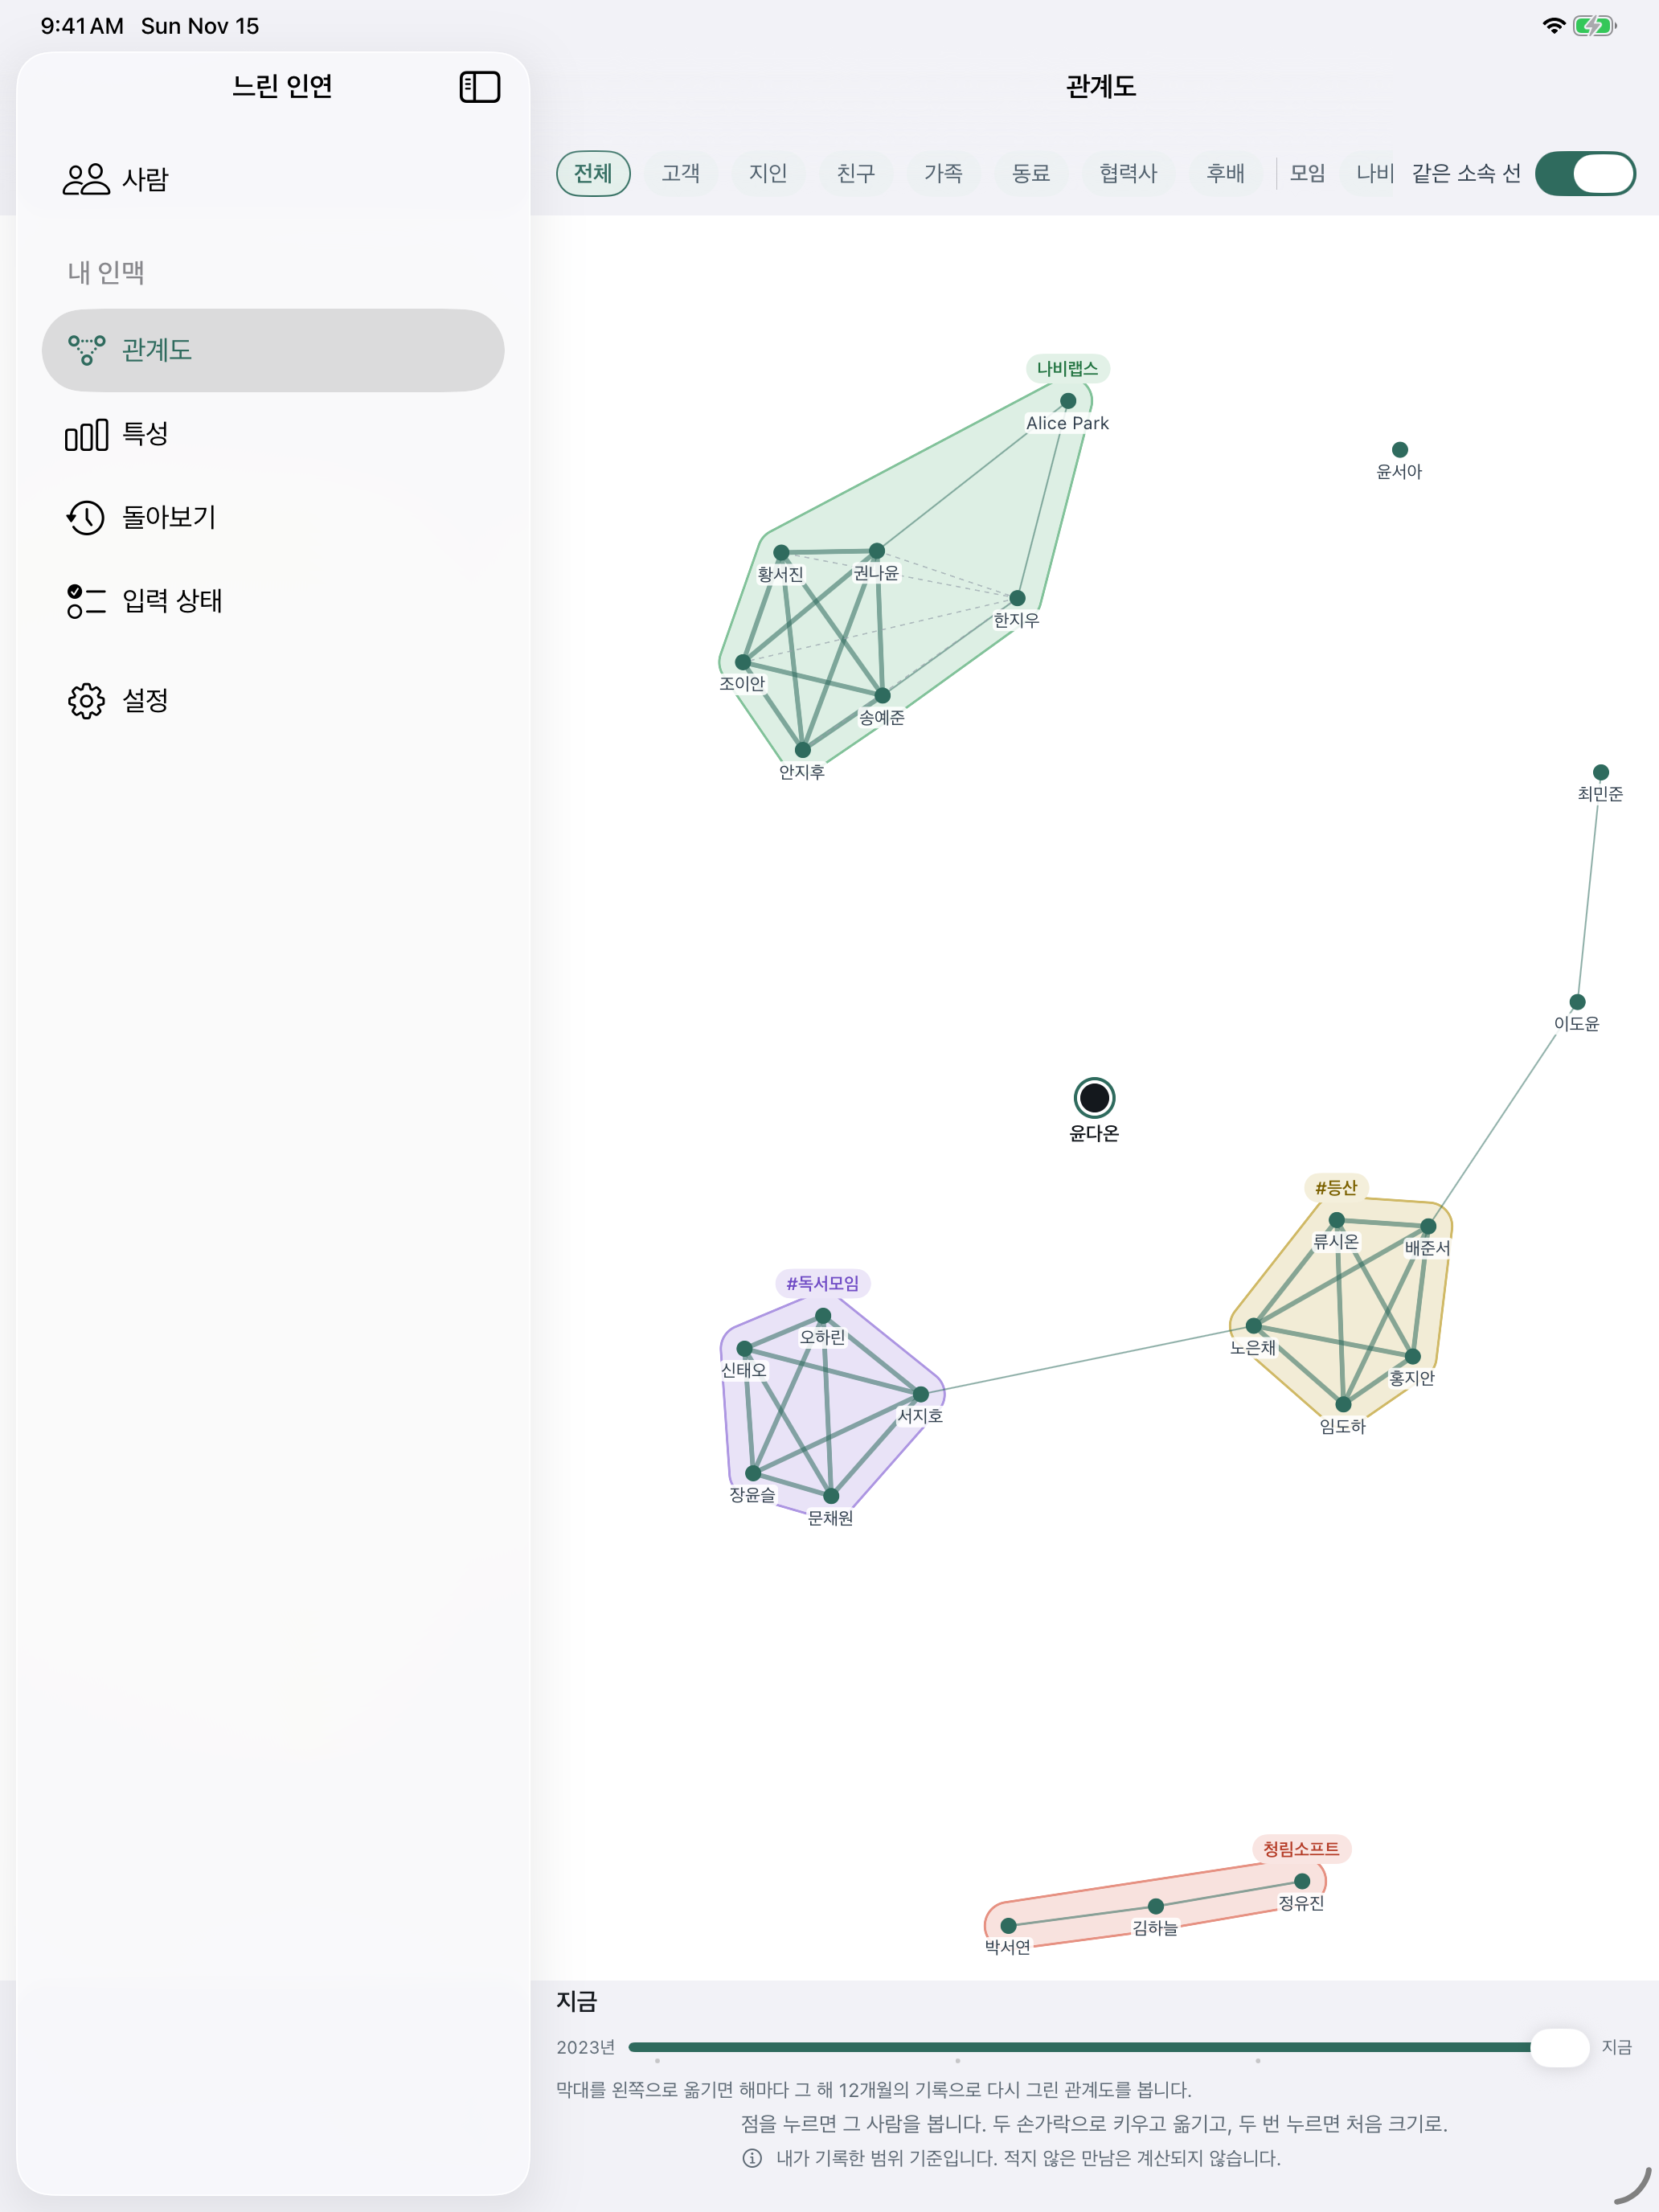 9:41 AM Sun Nov 15
느린 인연
사람
내 인맥
관계도
특성
돌아보기
입력 상태
설정
관계도
전체 고객 지인 친구 가족 동료 협력사 후배 모임 나비 같은 소속 선
나비랩스
Alice Park
윤서아
황서진
권나윤
한지우
조이안
송예준
안지후
최민준
이도윤
윤다온
#등산
류시온
배준서
노은채
홍지안
임도하
#독서모임
오하린
신태오
서지호
장윤슬
문채원
청림소프트
정유진
김하늘
박서연
지금
2023년 지금
막대를 왼쪽으로 옮기면 해마다 그 해 12개월의 기록으로 다시 그린 관계도를 봅니다.
점을 누르면 그 사람을 봅니다. 두 손가락으로 키우고 옮기고, 두 번 누르면 처음 크기로.
내가 기록한 범위 기준입니다. 적지 않은 만남은 계산되지 않습니다.